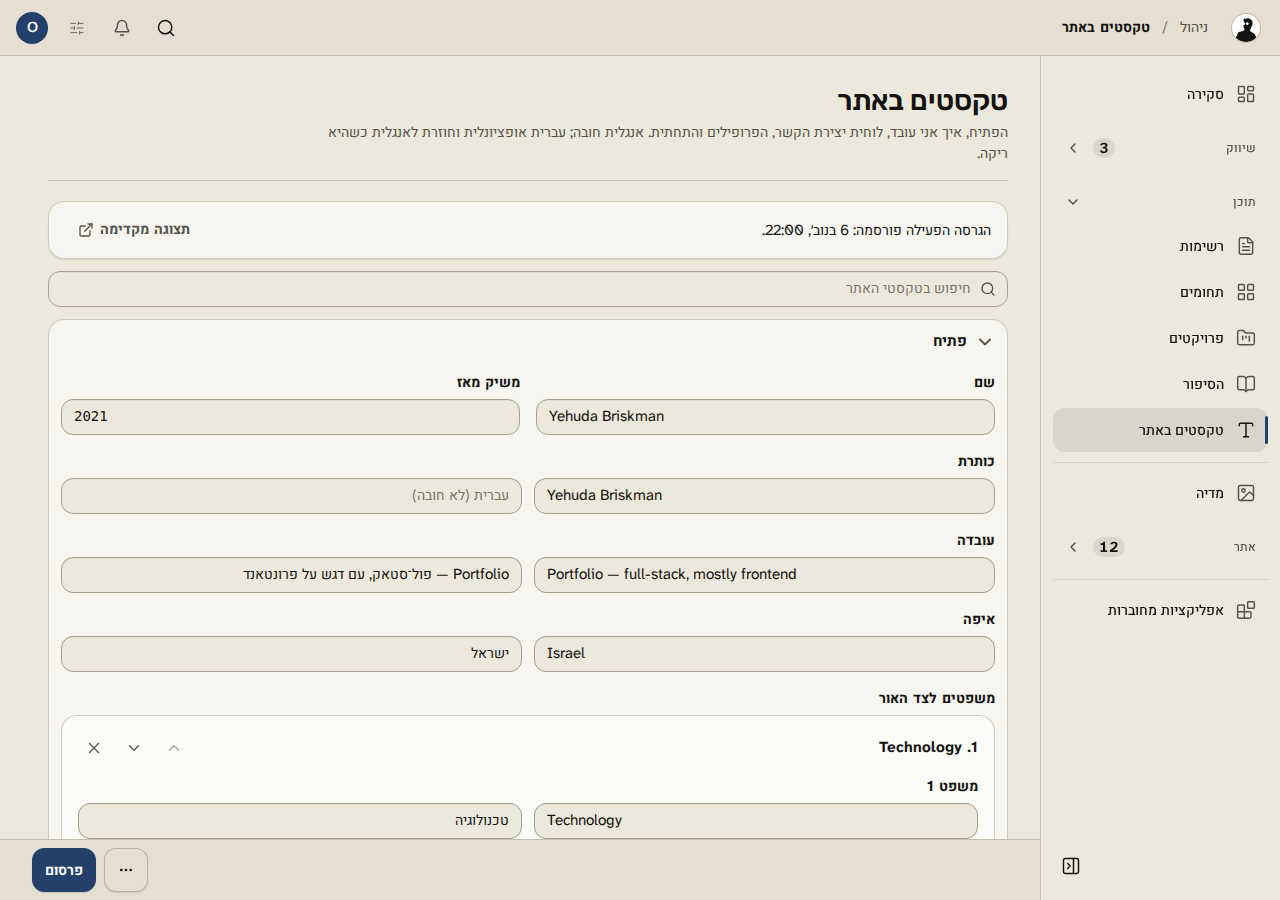 ניהול / טקסטים באתר
O
סקירה
שיווק 3
תוכן
רשימות
תחומים
פרויקטים
הסיפור
טקסטים באתר
מדיה
אתר 12
אפליקציות מחוברות
טקסטים באתר
הפתיח, איך אני עובד, לוחית יצירת הקשר, הפרופילים והתחתית. אנגלית חובה; עברית אופציונלית וחוזרת לאנגלית כשהיא
ריקה.
הגרסה הפעילה פורסמה: 6 בנוב׳, 22:00.
תצוגה מקדימה
חיפוש בטקסטי האתר
פתיח
שם
משיק מאז
Yehuda Briskman
2021
כותרת
Yehuda Briskman
עברית (לא חובה)
עובדה
Portfolio — full-stack, mostly frontend
Portfolio — פול־סטאק, עם דגש על פרונטאנד
איפה
Israel
ישראל
משפטים לצד האור
1. Technology
משפט 1
Technology
טכנולוגיה
פרסום